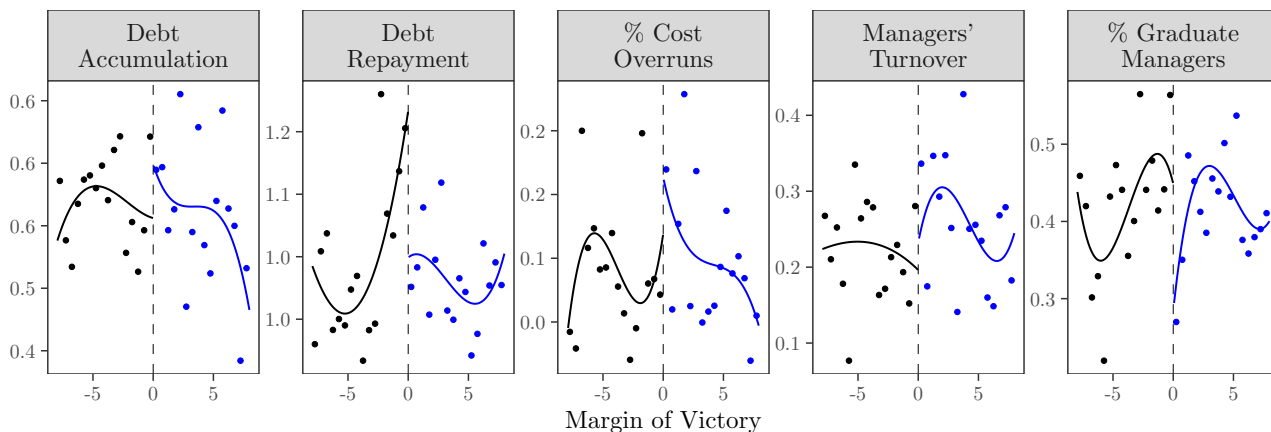 Debt
Accumulation
Debt
Repayment
% Cost
Overruns
Managers'
Turnover
% Graduate
Managers
0.6
0.6
0.6
0.5
0.4
-5 0 5
1.2
1.1
1.0
1.0
-5 0 5
0.2
0.2
0.1
0.0
-5 0 5
0.4
0.3
0.2
0.1
-5 0 5
0.5
0.4
0.3
-5 0 5
Margin of Victory